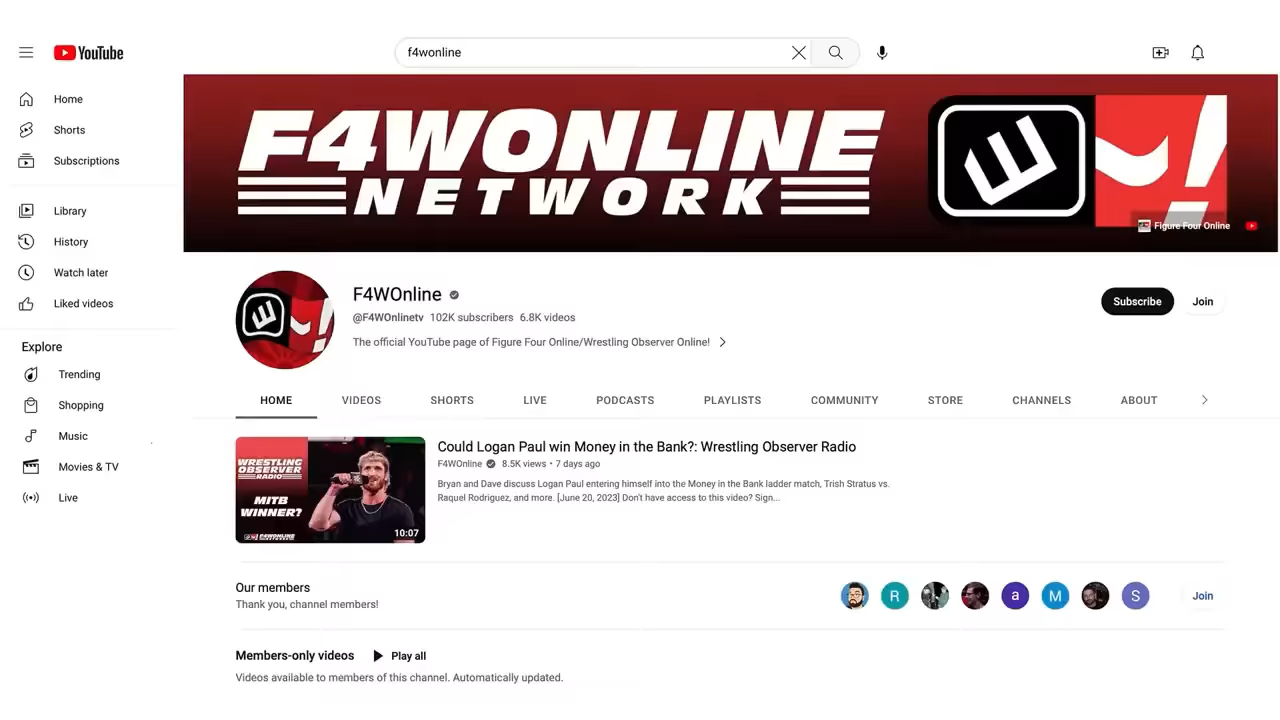 YouTube
f4wonline
Home
Shorts
Subscriptions
Library
History
Watch later
Liked videos
Explore
Trending
Shopping
Music
Movies & TV
Live
F4WONLINE
NETWORK
Figure Four Online
F4WOnline
@F4WOnlinetv 102K subscribers 6.8K videos
The official YouTube page of Figure Four Online/Wrestling Observer Online!
Subscribe
Join
HOME VIDEOS SHORTS LIVE PODCASTS PLAYLISTS COMMUNITY STORE CHANNELS ABOUT
WRESTLING
OBSERVER
RADIO
MITB
WINNER?
F4WONLINE
NETWORK
10:07
Could Logan Paul win Money in the Bank?: Wrestling Observer Radio
F4WOnline 8.5K views • 7 days ago
Bryan and Dave discuss Logan Paul entering himself into the Money in the Bank ladder match, Trish Stratus vs.
Raquel Rodriguez, and more. [June 20, 2023] Don't have access to this video? Sign...
Our members
Thank you, channel members!
R a M S
Join
Members-only videos Play all
Videos available to members of this channel. Automatically updated.